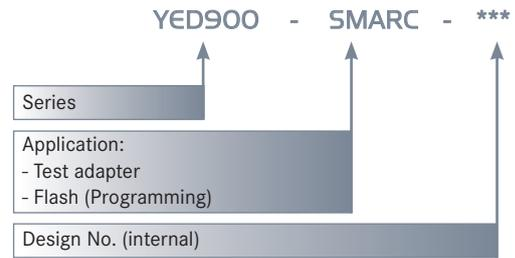 YED900 - SMARC - ***
Series
Application:
- Test adapter
- Flash (Programming)
Design No. (internal)